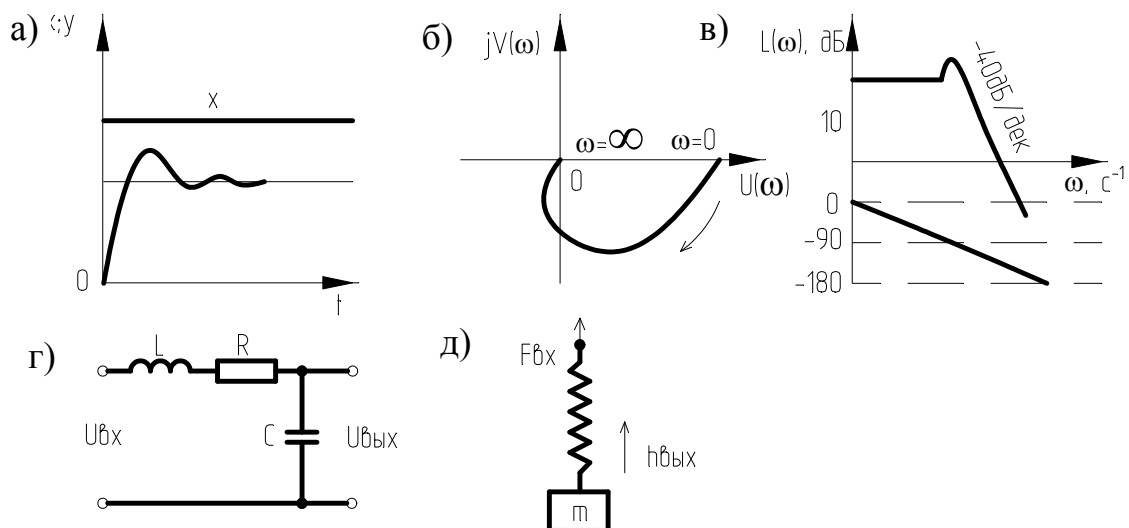 а)
;y
x
0
t
б)
jV(ω)
ω=∞
ω=0
0
U(ω)
в)
L(ω), дБ
10
-40дБ/дек
ω, с⁻¹
0
-90
-180
г)
L
R
Uвх
C
Uвых
д)
Fвх
hвых
m